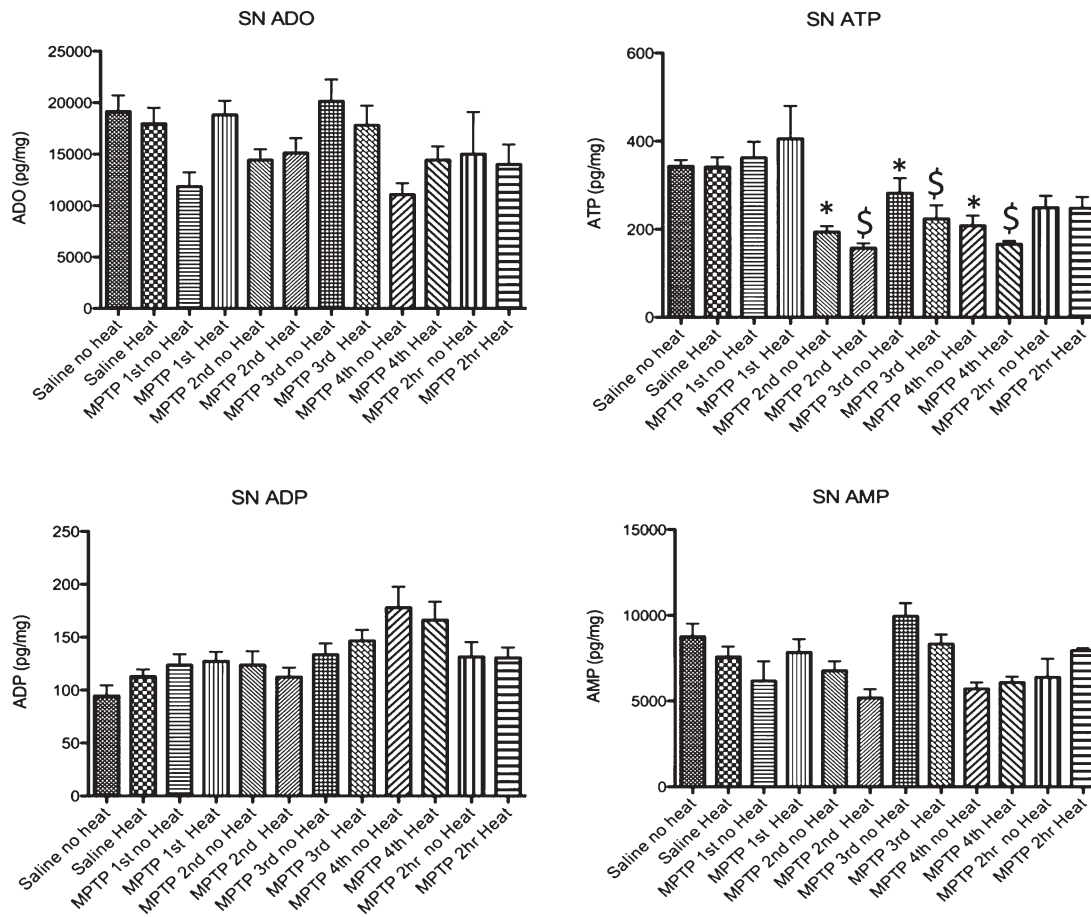 SN ADO
25000
20000
15000
10000
5000
0
ADO (pg/mg)
Saline no heat
Saline Heat
MPTP 1st no Heat
MPTP 1st Heat
MPTP 2nd no Heat
MPTP 2nd Heat
MPTP 3rd no Heat
MPTP 3rd Heat
MPTP 4th no Heat
MPTP 4th Heat
MPTP 2hr no Heat
MPTP 2hr Heat
SN ATP
600
400
200
0
ATP (pg/mg)
* $ * $ * $
Saline no heat
Saline Heat
MPTP 1st no Heat
MPTP 1st Heat
MPTP 2nd no Heat
MPTP 2nd Heat
MPTP 3rd no Heat
MPTP 3rd Heat
MPTP 4th no Heat
MPTP 4th Heat
MPTP 2hr no Heat
MPTP 2hr Heat
SN ADP
250
200
150
100
50
0
ADP (pg/mg)
Saline no heat
Saline Heat
MPTP 1st no Heat
MPTP 1st Heat
MPTP 2nd no Heat
MPTP 2nd Heat
MPTP 3rd no Heat
MPTP 3rd Heat
MPTP 4th no Heat
MPTP 4th Heat
MPTP 2hr no Heat
MPTP 2hr Heat
SN AMP
15000
10000
5000
0
AMP (pg/mg)
Saline no heat
Saline Heat
MPTP 1st no Heat
MPTP 1st Heat
MPTP 2nd no Heat
MPTP 2nd Heat
MPTP 3rd no Heat
MPTP 3rd Heat
MPTP 4th no Heat
MPTP 4th Heat
MPTP 2hr no Heat
MPTP 2hr Heat